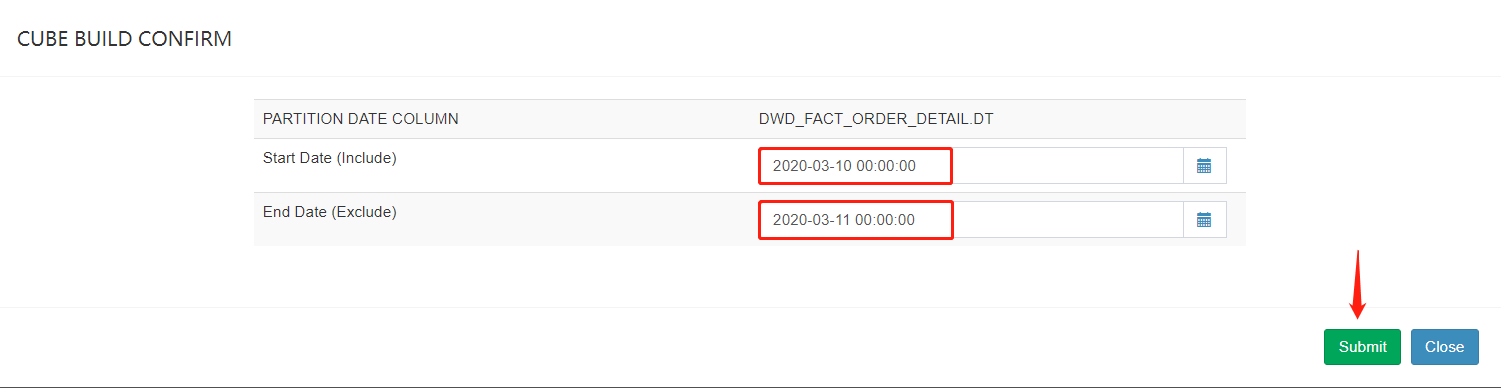 CUBE BUILD CONFIRM
PARTITION DATE COLUMN DWD_FACT_ORDER_DETAIL.DT
Start Date (Include) 2020-03-10 00:00:00
End Date (Exclude) 2020-03-11 00:00:00
Submit Close